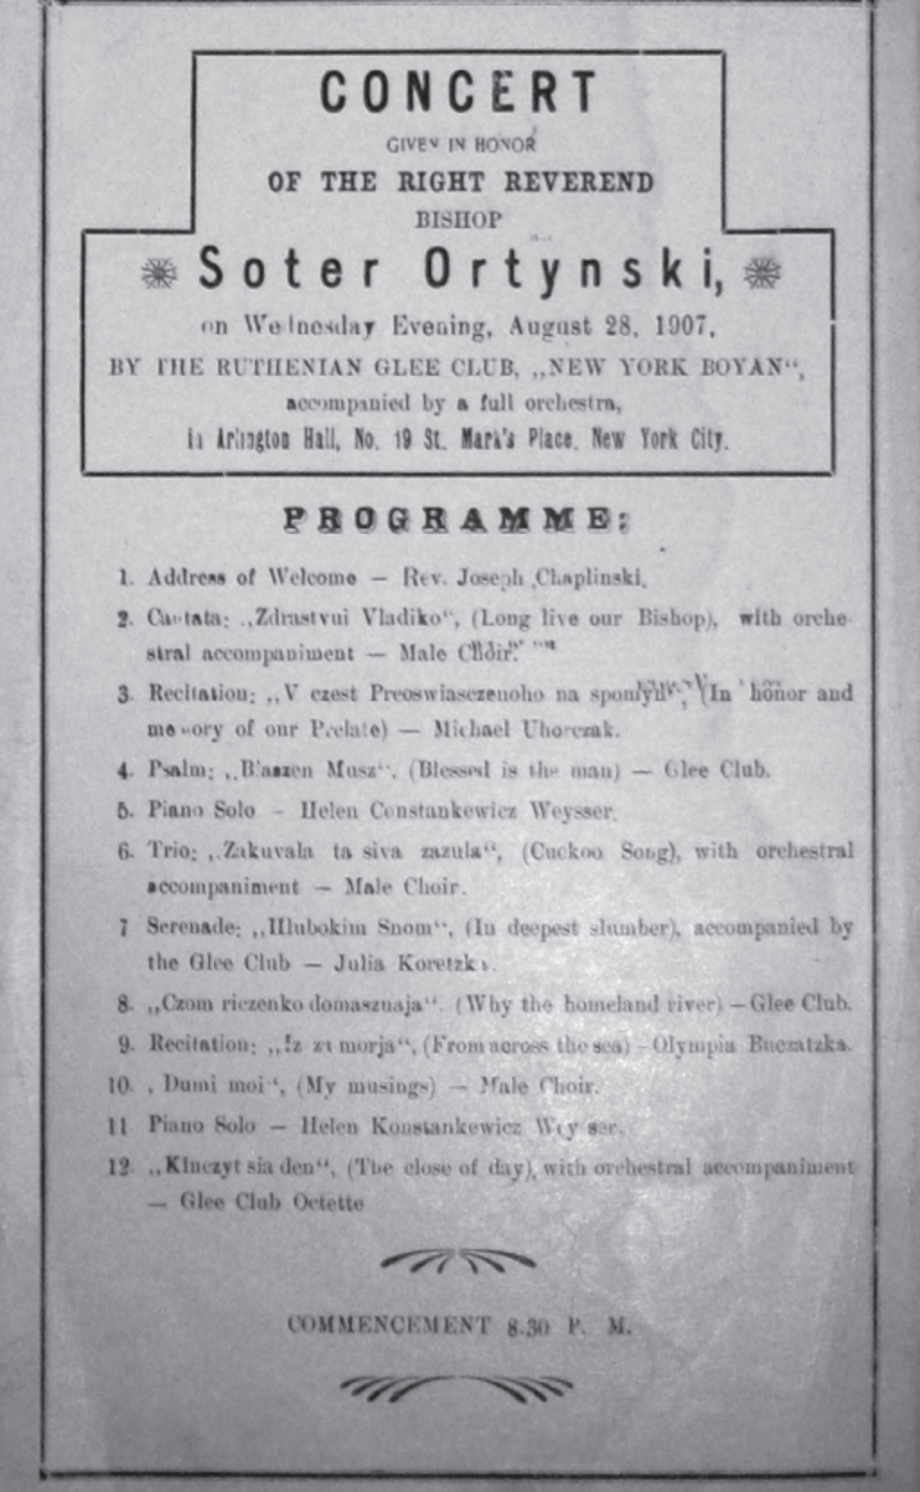 CONCERT
GIVEN IN HONOR
OF THE RIGHT REVEREND
BISHOP
Soter Ortynski,
on Wednesday Evening, August 28, 1907,
BY THE RUTHENIAN GLEE CLUB, „NEW YORK BOYAN“,
accompanied by a full orchestra,
in Arlington Hall, No. 19 St. Mark's Place, New York City.
PROGRAMME:
1. Address of Welcome — Rev. Joseph Chaplinski.
2. Cantata: „Zdrastvui Vladiko“, (Long live our Bishop), with orche-
stral accompaniment — Male Choir.
3. Recitation: „V czest Preoswiasczenoho na (In honor and
memory of our Prelate) — Michael Uhorczak.
4. Psalm: Musz“. (Blessed is the man) — Glee Club.
5. Piano Solo — Helen Constankewicz Weysser.
6. Trio: „Zakuvala ta siva zazula“, (Cuckoo Song), with orchestral
accompaniment — Male Choir.
7 Serenade: „Hlubokim Snom“, (In deepest slumber), accompanied by
the Glee Club — Julia
8. „Czom riczenko domasznaja“. (Why the homeland river) — Glee Club.
9. Recitation: „Iz za morja“, (From across the sea) — Olympia Buczatzka.
10. „Dumi moi“, (My musings) — Male Choir.
11 Piano Solo — Helen Konstankewicz Weysser.
12. „Kluczyt sia den“, (The close of day), with orchestral accompaniment
— Glee Club Octette
COMMENCEMENT 8.30 P. M.